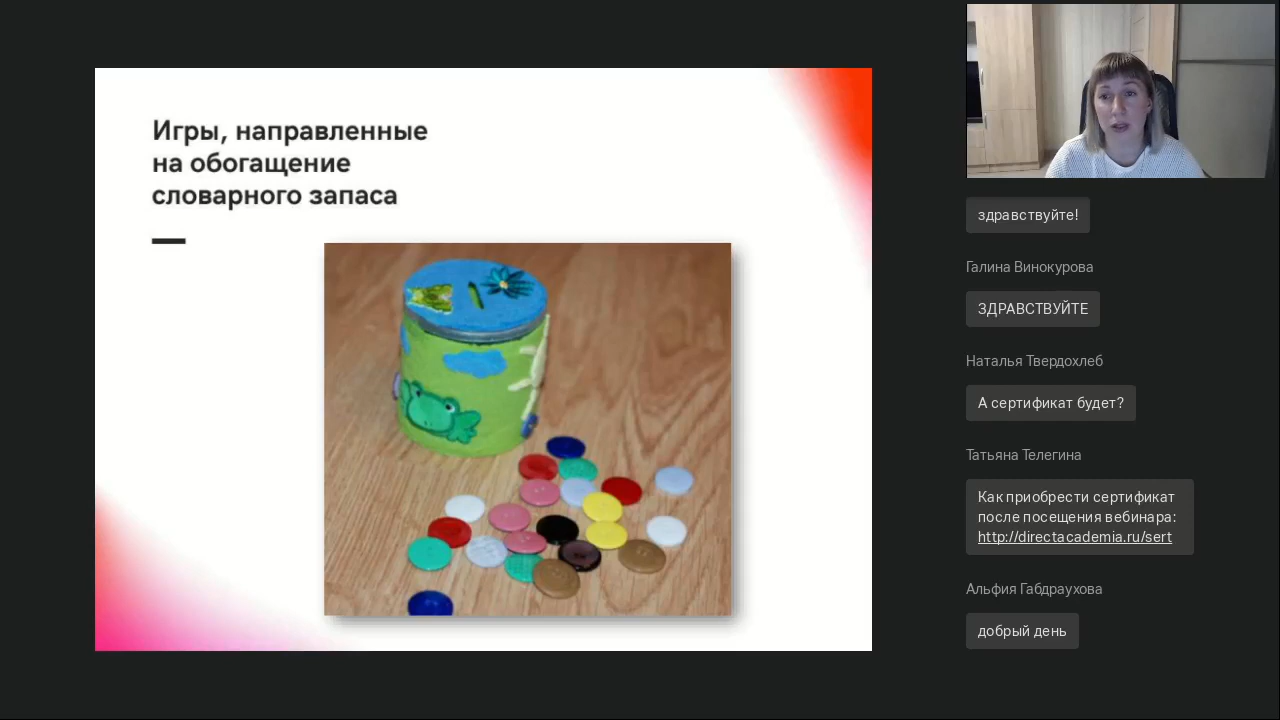 Игры, направленные
на обогащение
словарного запаса
здравствуйте!
Галина Винокурова
ЗДРАВСТВУЙТЕ
Наталья Твердохлеб
А сертификат будет?
Татьяна Телегина
Как приобрести сертификат
после посещения вебинара:
http://directacademia.ru/sert
Альфия Габдраухова
добрый день